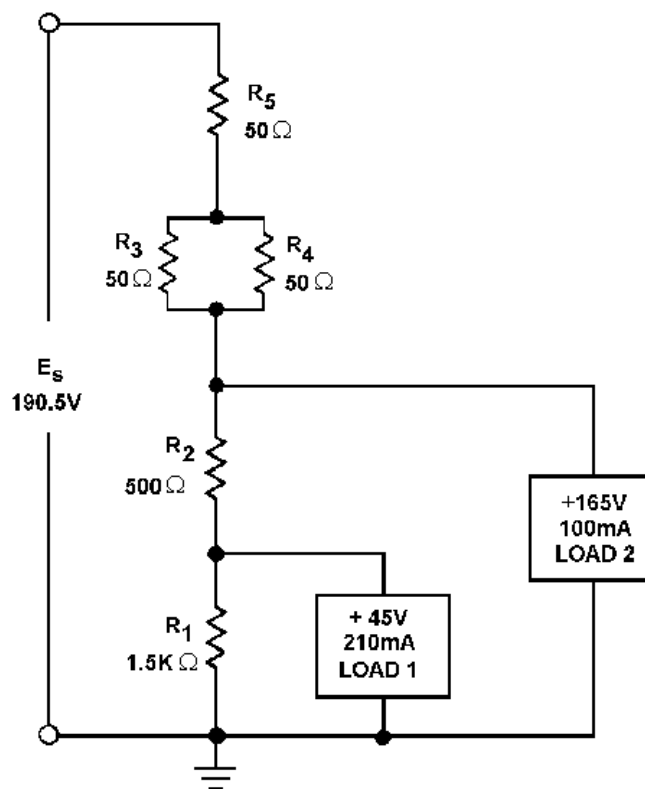 R5
50Ω
R3
50Ω
R4
50Ω
Es
190.5V
R2
500Ω
+165V
100mA
LOAD 2
R1
1.5K Ω
+ 45V
210mA
LOAD 1